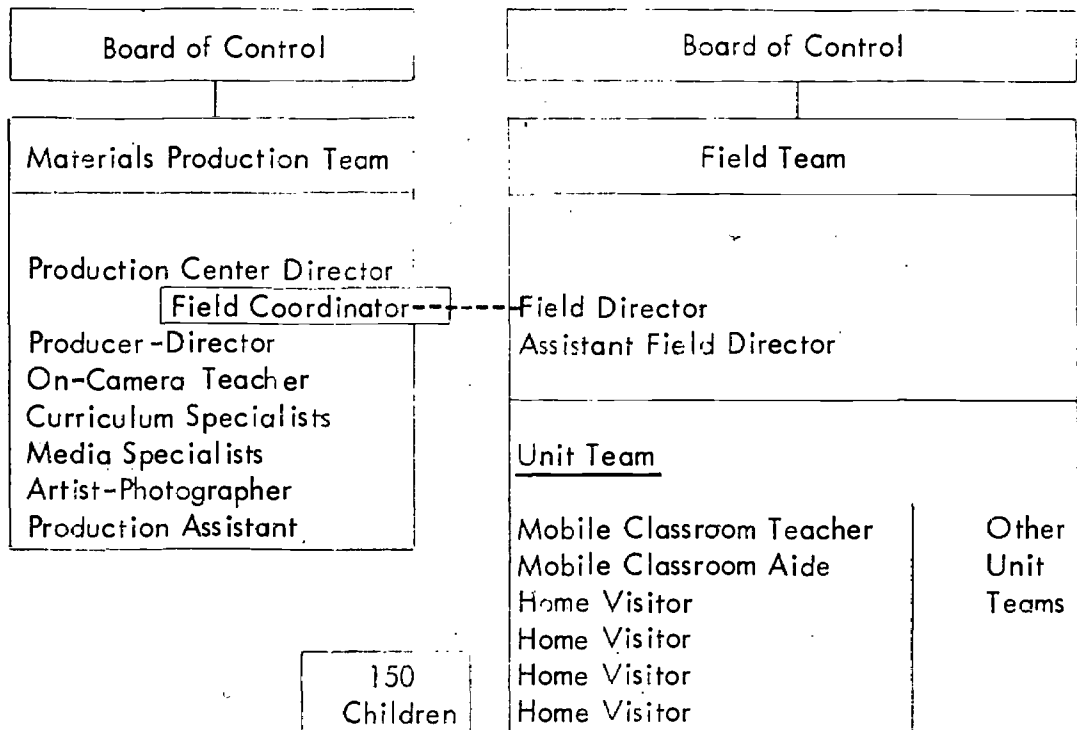 Board of Control
Materials Production Team
Production Center Director
Field Coordinator
Producer-Director
On-Camera Teacher
Curriculum Specialists
Media Specialists
Artist-Photographer
Production Assistant
Board of Control
Field Team
Field Director
Assistant Field Director
Unit Team
Mobile Classroom Teacher
Mobile Classroom Aide
Home Visitor
Home Visitor
Home Visitor
Home Visitor
Other
Unit
Teams
150
Children